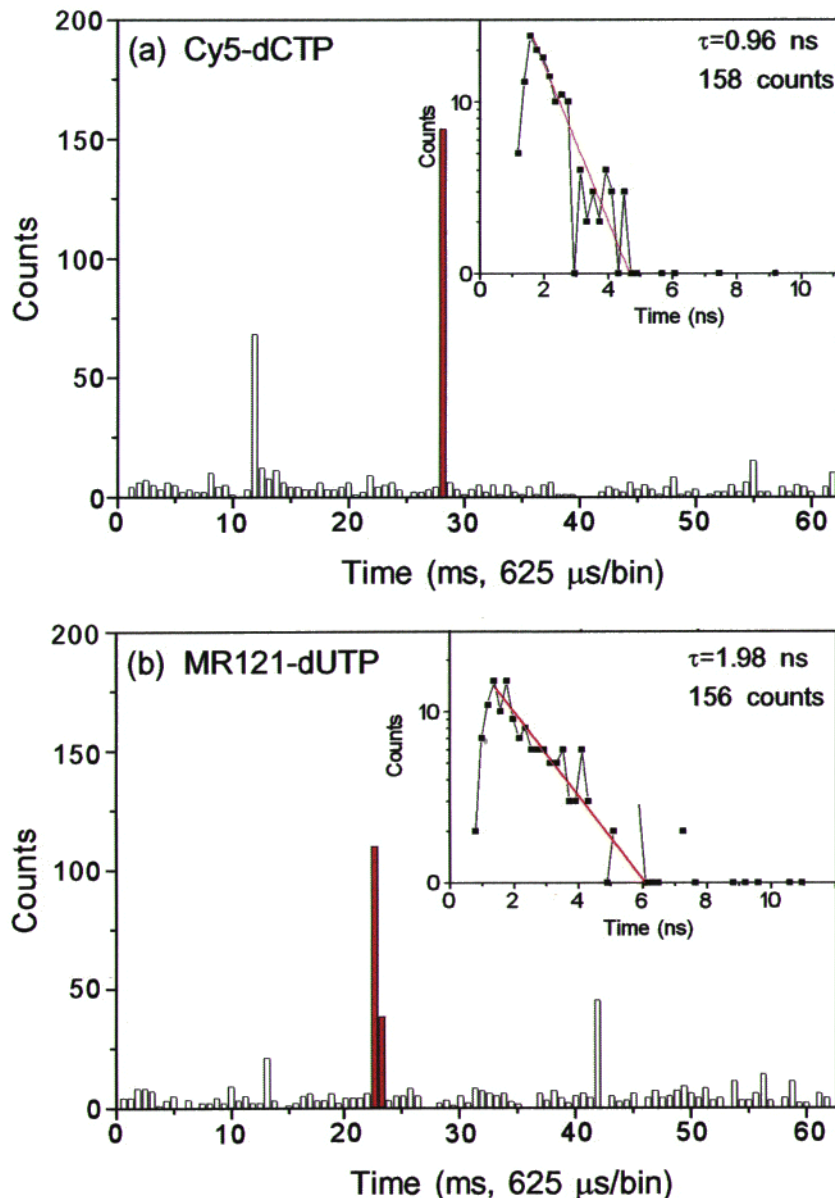 200
(a) Cy5-dCTP
τ=0.96 ns
158 counts
150
10
Counts
Counts
100
0
0 2 4 6 8 10
Time (ns)
50
0
0 10 20 30 40 50 60
Time (ms, 625 μs/bin)
200
(b) MR121-dUTP
τ=1.98 ns
156 counts
150
10
Counts
Counts
100
0
0 2 4 6 8 10
Time (ns)
50
0
0 10 20 30 40 50 60
Time (ms, 625 μs/bin)